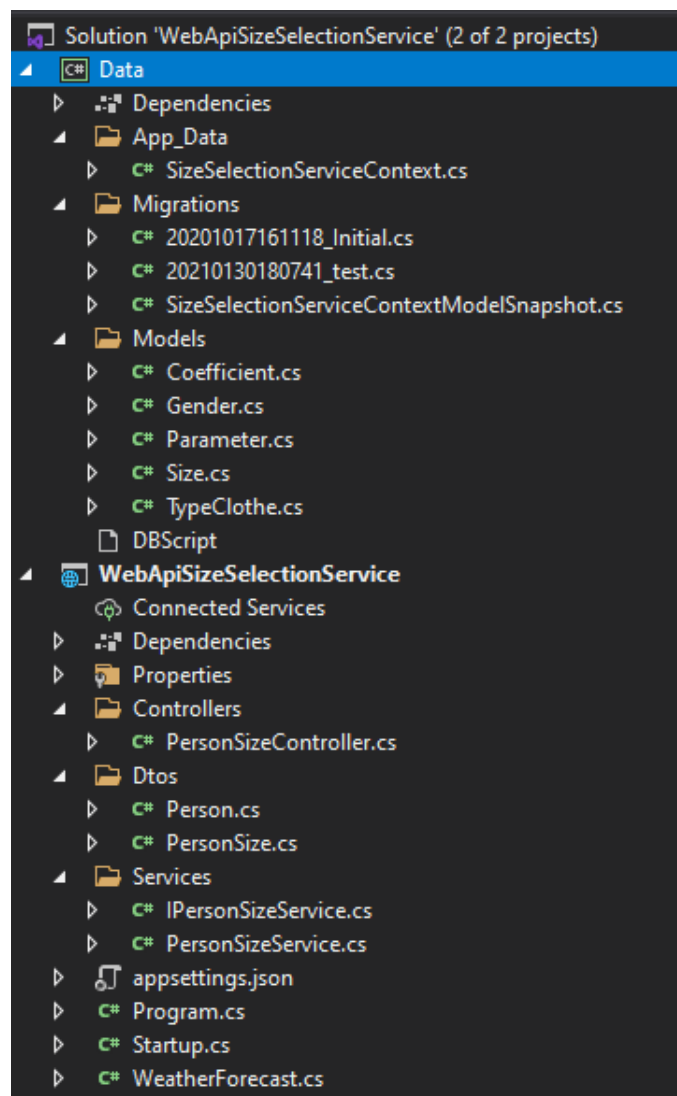 Solution 'WebApiSizeSelectionService' (2 of 2 projects)
C# Data
Dependencies
App_Data
C# SizeSelectionServiceContext.cs
Migrations
C# 20201017161118_Initial.cs
C# 20210130180741_test.cs
C# SizeSelectionServiceContextModelSnapshot.cs
Models
C# Coefficient.cs
C# Gender.cs
C# Parameter.cs
C# Size.cs
C# TypeClothe.cs
DBScript
WebApiSizeSelectionService
Connected Services
Dependencies
Properties
Controllers
C# PersonSizeController.cs
Dtos
C# Person.cs
C# PersonSize.cs
Services
C# IPersonSizeService.cs
C# PersonSizeService.cs
appsettings.json
C# Program.cs
C# Startup.cs
C# WeatherForecast.cs